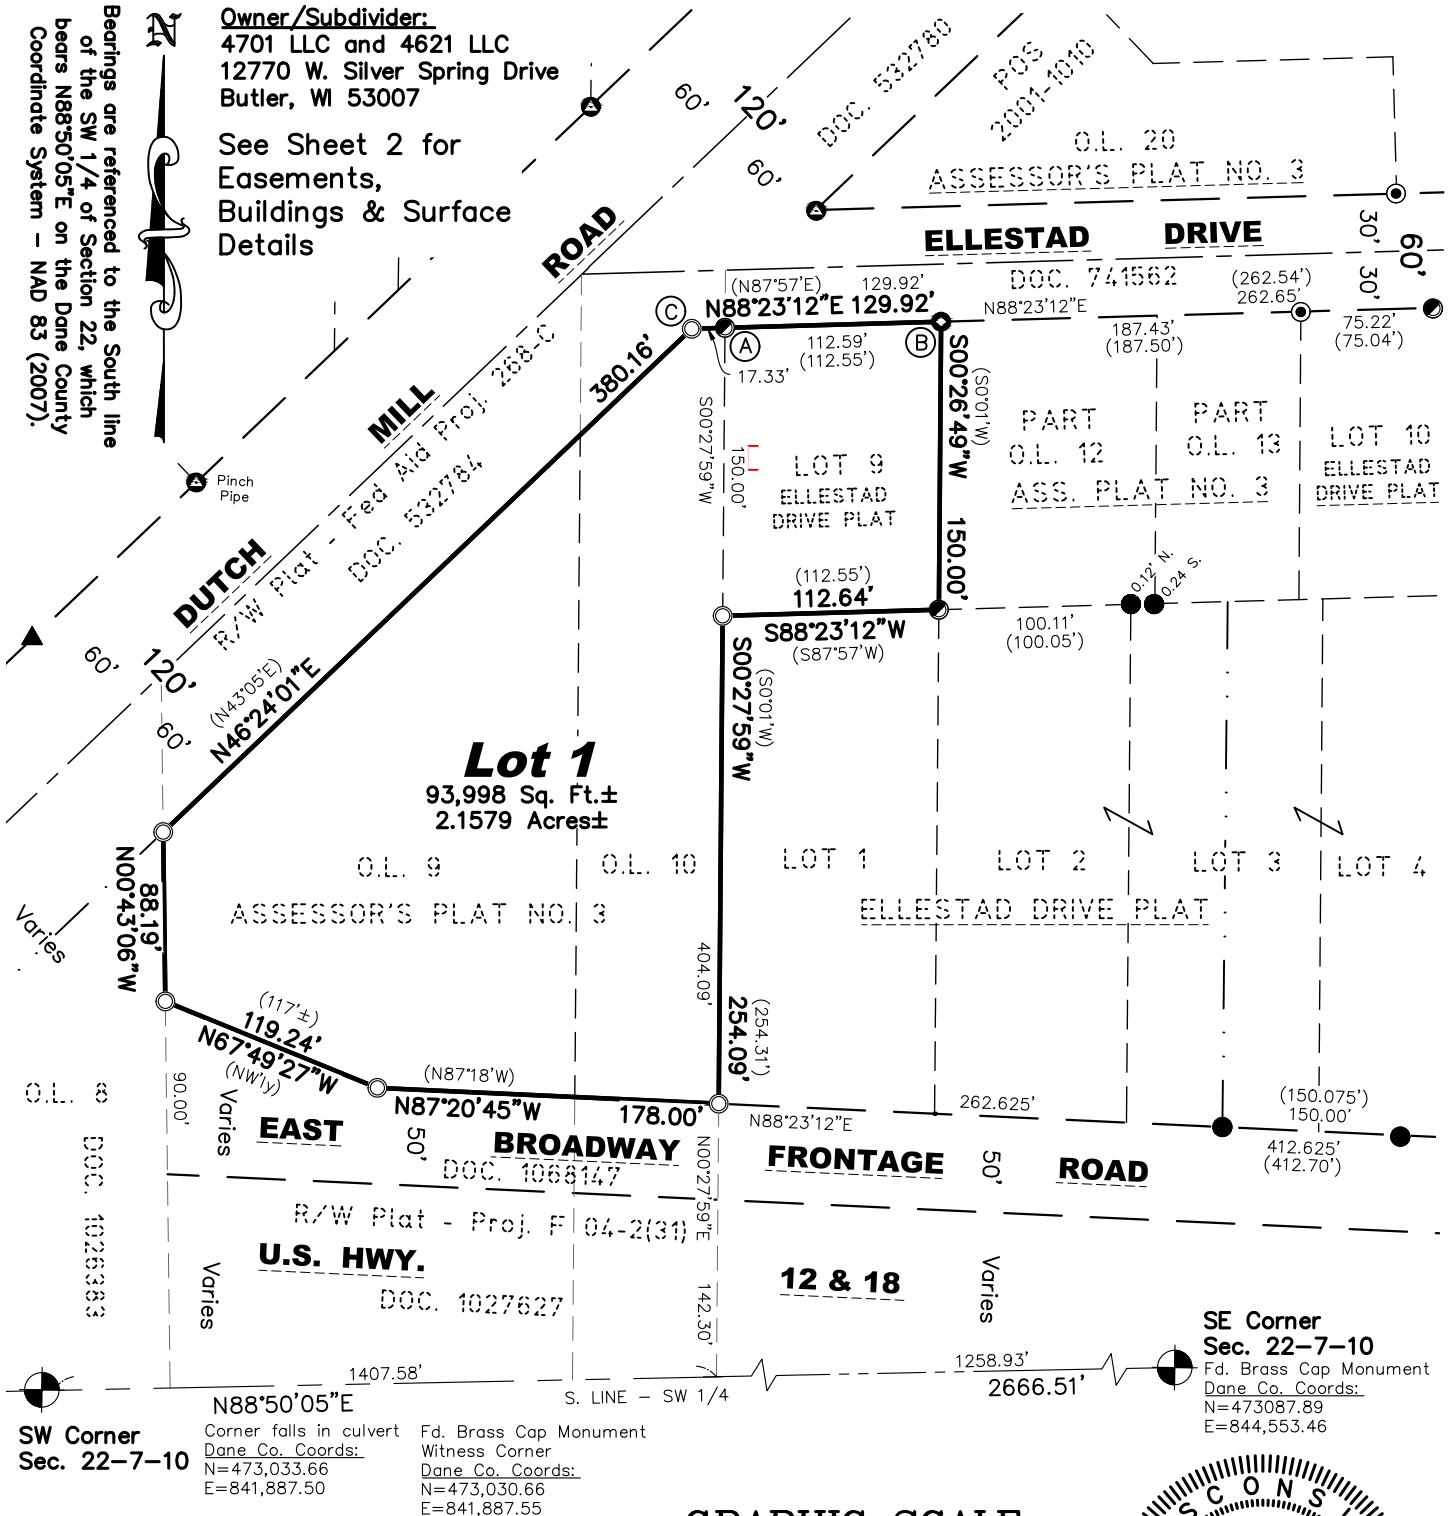 Owner/Subdivider:
4701 LLC and 4621 LLC
12770 W. Silver Spring Drive
Butler, WI 53007
See Sheet 2 for
Easements,
Buildings & Surface
Details
Bearings are referenced to the South line
of the SW 1/4 of Section 22, which
bears N88°50'05"E on the Dane County
Coordinate System - NAD 83 (2007).
N
60'
120'
60'
DOC. 532780
POS
2001-1010
O.L. 20
ASSESSOR'S PLAT NO. 3
ELLESTAD DRIVE
30'
60'
30'
DOC. 741562
(262.54')
262.65'
(N87°57'E) 129.92'
N88°23'12"E 129.92'
N88°23'12"E
C
A
B
112.59'
(112.55')
17.33'
187.43'
(187.50')
75.22'
(75.04')
DUTCH MILL ROAD
R/W Plat - Fed Aid Proj. 268-C
DOC. 532784
380.16'
S00°27'59"W
150.00'
S00°26'49"W 150.00'
(S0°01'W)
LOT 9
ELLESTAD
DRIVE PLAT
PART
O.L. 12
PART
O.L. 13
ASS. PLAT NO. 3
LOT 10
ELLESTAD
DRIVE PLAT
Pinch
Pipe
(112.55')
112.64'
S88°23'12"W
(S87°57'W)
0.12' N.
0.24 S.
100.11'
(100.05')
60'
120'
60'
(N43°05'E)
N46°24'01"E
S00°27'59"W
(S0°01'W)
Lot 1
93,998 Sq. Ft.±
2.1579 Acres±
O.L. 9
O.L. 10
ASSESSOR'S PLAT NO. 3
LOT 1
LOT 2
LOT 3
LOT 4
ELLESTAD DRIVE PLAT
Varies
88.19'
N00°43'06"W
404.09'
254.09'
(254.31')
(117'±)
119.24'
N67°49'27"W
(NW'ly)
(N87°18'W)
N87°20'45"W
178.00'
N88°23'12"E
262.625'
(150.075')
150.00'
412.625'
(412.70')
O.L. 8
DOC. 1026383
90.00'
Varies
50'
50'
EAST BROADWAY FRONTAGE ROAD
DOC. 1068147
R/W Plat - Proj. F 04-2(31)
N00°27'59"E
142.30'
U.S. HWY. 12 & 18
DOC. 1027627
Varies
Varies
1407.58'
N88°50'05"E
S. LINE - SW 1/4
1258.93'
2666.51'
SE Corner
Sec. 22-7-10
Fd. Brass Cap Monument
Dane Co. Coords:
N=473087.89
E=844,553.46
SW Corner
Sec. 22-7-10
Corner falls in culvert
Dane Co. Coords:
N=473,033.66
E=841,887.50
Fd. Brass Cap Monument
Witness Corner
Dane Co. Coords:
N=473,030.66
E=841,887.55
GRAPHIC SCALE
SCONS